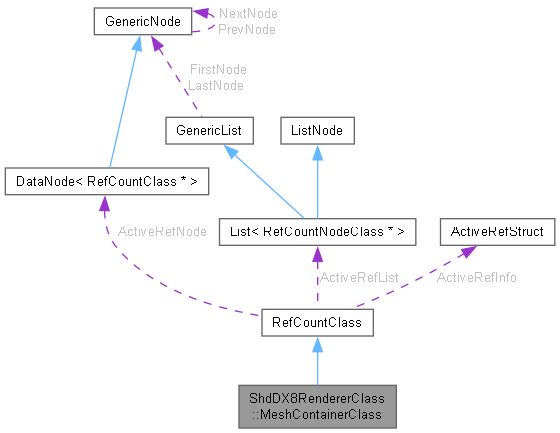 GenericNode
NextNode
PrevNode
FirstNode
LastNode
GenericList
ListNode
DataNode< RefCountClass * >
List< RefCountNodeClass * >
ActiveRefStruct
ActiveRefNode
ActiveRefList
ActiveRefInfo
RefCountClass
ShdDX8RendererClass
::MeshContainerClass